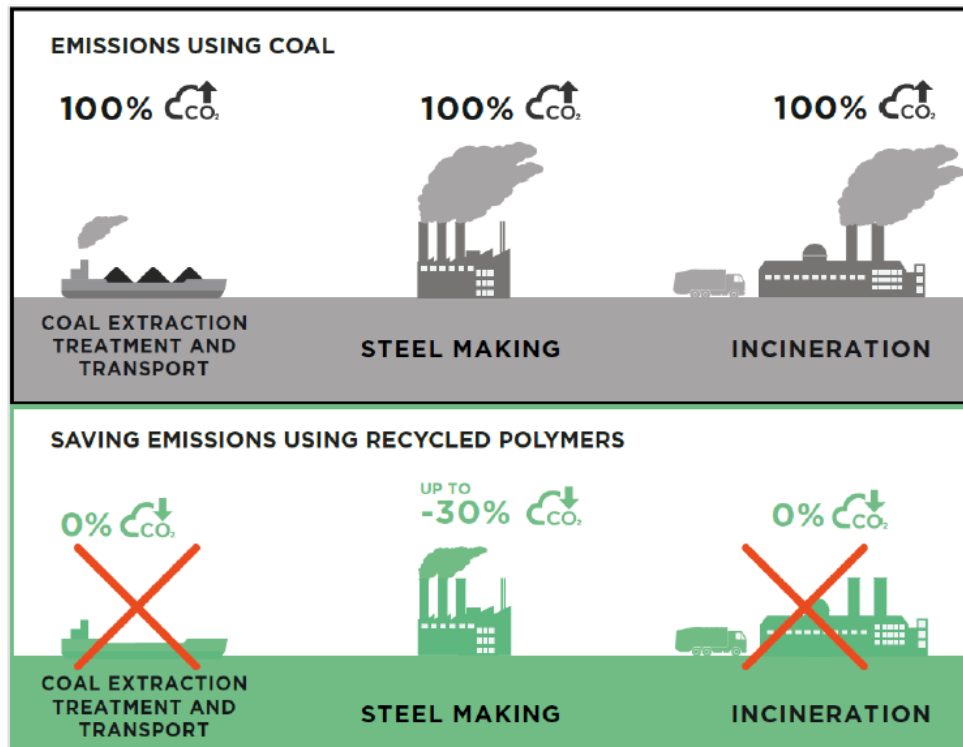 EMISSIONS USING COAL
100% CO₂
100% CO₂
100% CO₂
COAL EXTRACTION
TREATMENT AND
TRANSPORT
STEEL MAKING
INCINERATION
SAVING EMISSIONS USING RECYCLED POLYMERS
0% CO₂
UP TO
-30% CO₂
0% CO₂
COAL EXTRACTION
TREATMENT AND
TRANSPORT
STEEL MAKING
INCINERATION